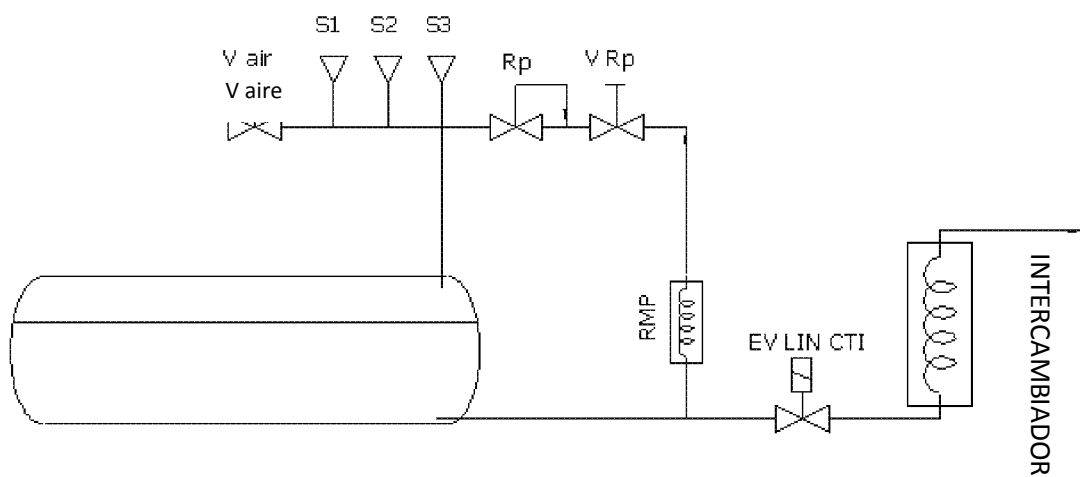 S1 S2 S3
V air
V aire
Rp
V Rp
RMP
EV LIN CTI
INTERCAMBIADOR